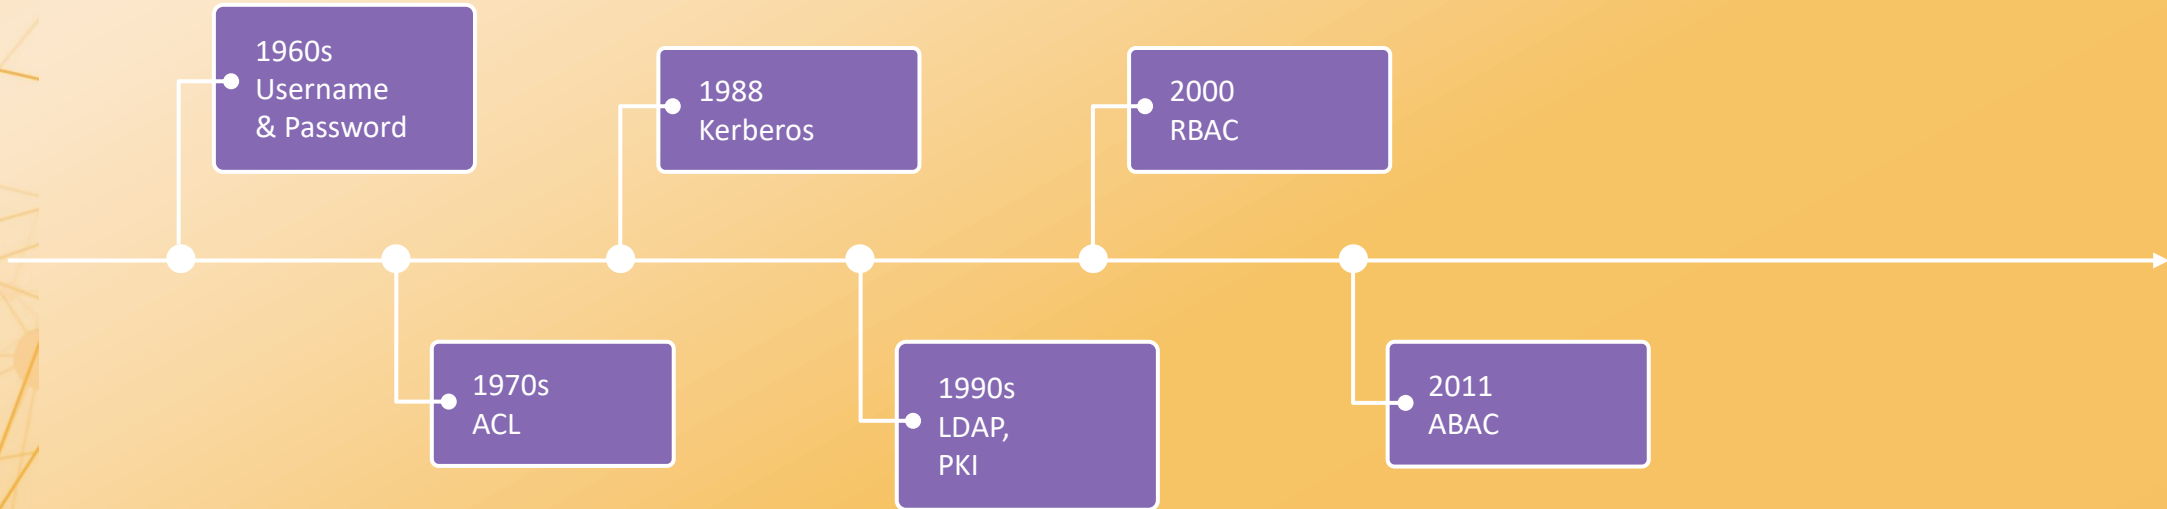 1960s
Username
& Password
1970s
ACL
1988
Kerberos
1990s
LDAP,
PKI
2000
RBAC
2011
ABAC